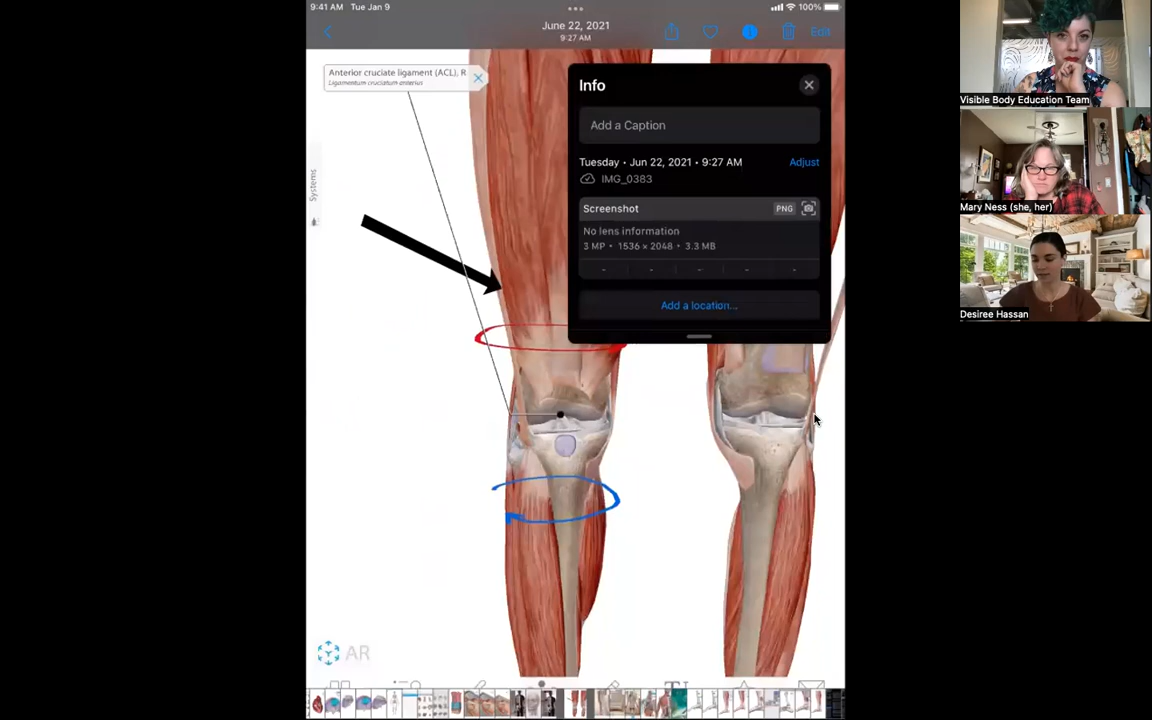 9:41 AM Tue Jan 9
100%
June 22, 2021
9:27 AM
Edit
Anterior cruciate ligament (ACL), R
Ligamentum cruciatum anterius
Systems
Info
Add a Caption
Tuesday • Jun 22, 2021 • 9:27 AM
Adjust
IMG_0383
Screenshot
PNG
No lens information
3 MP • 1536 × 2048 • 3.3 MB
- - - - -
Add a location...
AR
Visible Body Education Team
Mary Ness (she, her)
Desiree Hassan